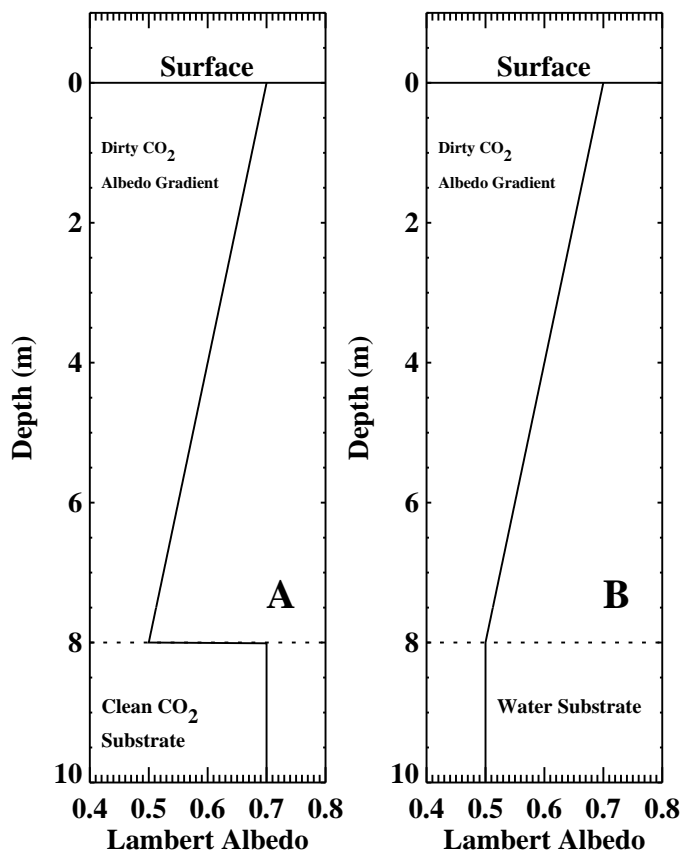 Surface
0
Dirty CO2
Albedo Gradient
2
4
6
A
8
Clean CO2
Substrate
10
0.4 0.5 0.6 0.7 0.8
Lambert Albedo
Depth (m)
Surface
0
Dirty CO2
Albedo Gradient
2
4
6
B
8
Water Substrate
10
0.4 0.5 0.6 0.7 0.8
Lambert Albedo
Depth (m)